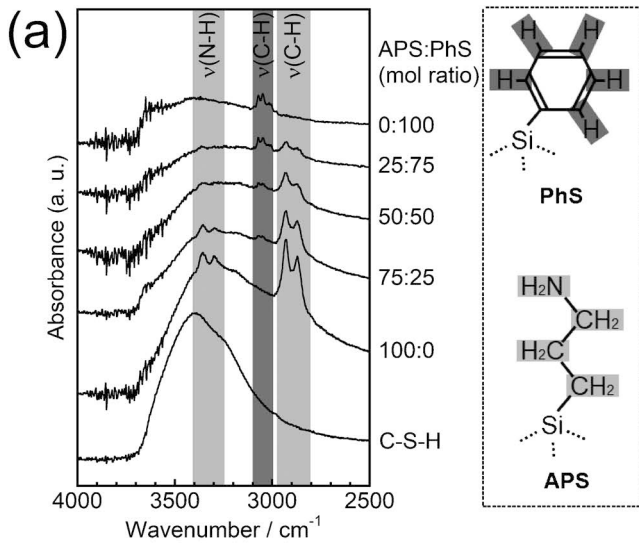 (a)
ν(N-H)
ν(C-H)
ν(C-H)
APS:PhS
(mol ratio)
0:100
25:75
50:50
75:25
100:0
C-S-H
Absorbance (a. u.)
4000 3500 3000 2500
Wavenumber / cm⁻¹
H H
H H
H
Si
PhS
H₂N
CH₂
H₂C
CH₂
Si
APS